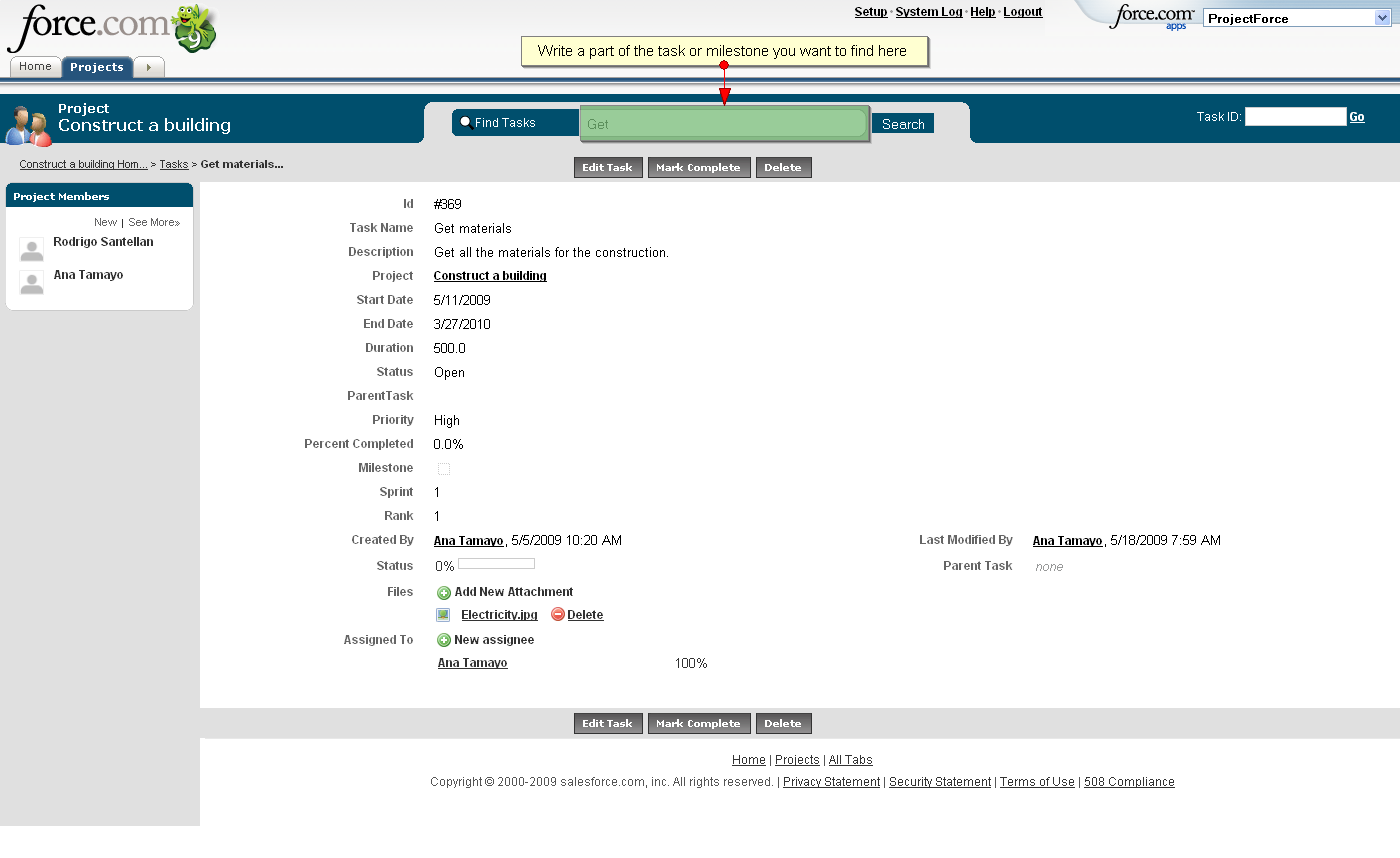 force.com
9
Setup · System Log · Help · Logout
force.com apps
ProjectForce
Write a part of the task or milestone you want to find here
Home
Projects
Project
Construct a building
Find Tasks
Get
Search
Task ID:
Go
Construct a building Hom... > Tasks > Get materials...
Edit Task
Mark Complete
Delete
Project Members
New | See More»
Rodrigo Santellan
Ana Tamayo
Id #369
Task Name Get materials
Description Get all the materials for the construction.
Project Construct a building
Start Date 5/11/2009
End Date 3/27/2010
Duration 500.0
Status Open
ParentTask
Priority High
Percent Completed 0.0%
Milestone
Sprint 1
Rank 1
Created By Ana Tamayo, 5/5/2009 10:20 AM Last Modified By Ana Tamayo, 5/18/2009 7:59 AM
Status 0% Parent Task none
Files Add New Attachment
Electricity.jpg Delete
Assigned To New assignee
Ana Tamayo 100%
Edit Task
Mark Complete
Delete
Home | Projects | All Tabs
Copyright © 2000-2009 salesforce.com, inc. All rights reserved. | Privacy Statement | Security Statement | Terms of Use | 508 Compliance